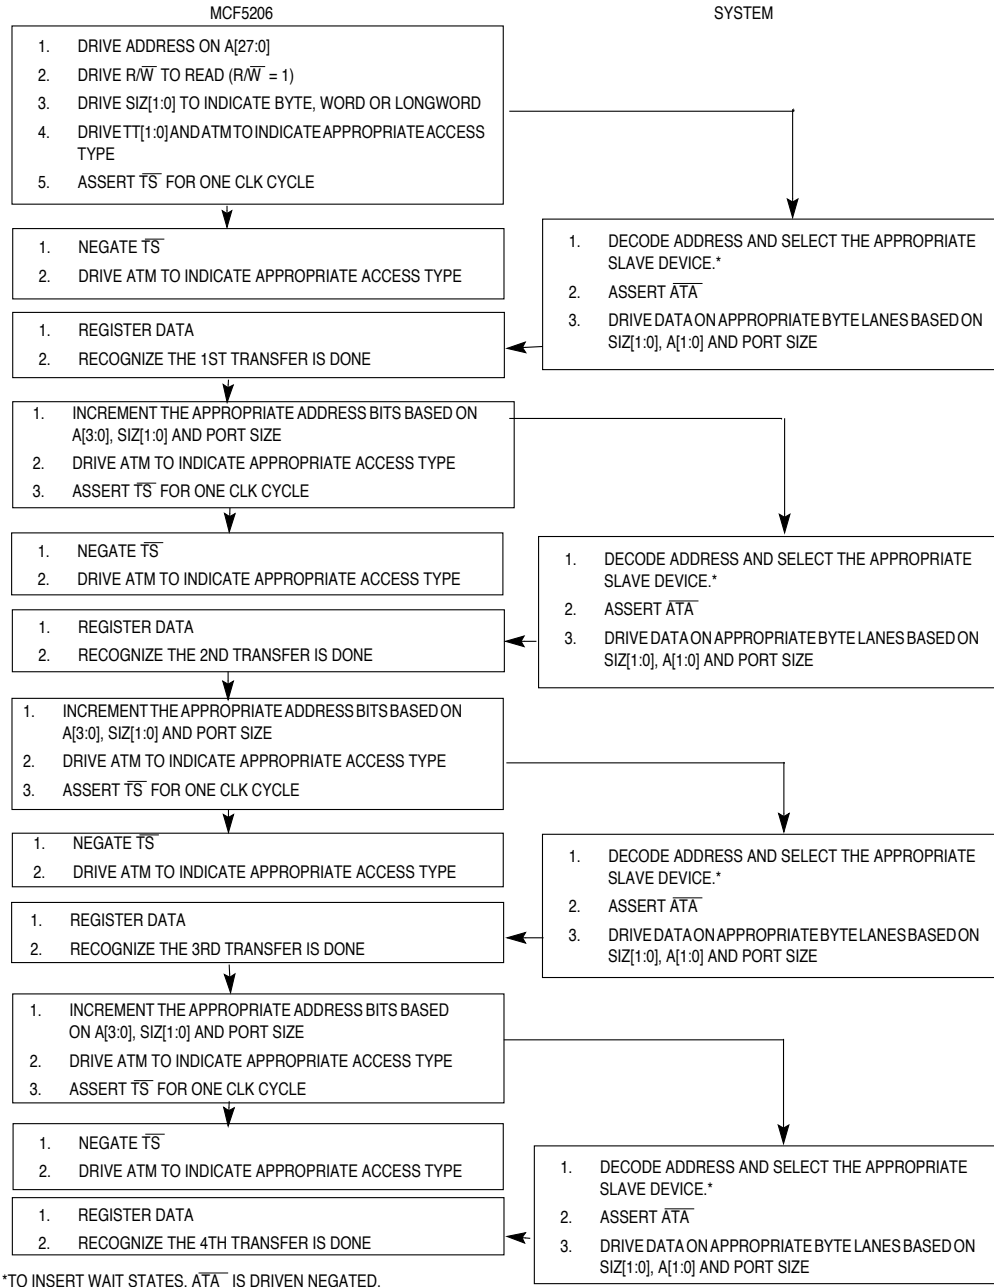 MCF5206
SYSTEM
1. DRIVE ADDRESS ON A[27:0]
2. DRIVE R/W̅ TO READ (R/W̅ = 1)
3. DRIVE SIZ[1:0] TO INDICATE BYTE, WORD OR LONGWORD
4. DRIVE TT[1:0] AND ATM TO INDICATE APPROPRIATE ACCESS
TYPE
5. ASSERT T̅S̅ FOR ONE CLK CYCLE
1. NEGATE T̅S̅
2. DRIVE ATM TO INDICATE APPROPRIATE ACCESS TYPE
1. DECODE ADDRESS AND SELECT THE APPROPRIATE
SLAVE DEVICE.*
2. ASSERT A̅T̅A̅
3. DRIVE DATA ON APPROPRIATE BYTE LANES BASED ON
SIZ[1:0], A[1:0] AND PORT SIZE
1. REGISTER DATA
2. RECOGNIZE THE 1ST TRANSFER IS DONE
1. INCREMENT THE APPROPRIATE ADDRESS BITS BASED ON
A[3:0], SIZ[1:0] AND PORT SIZE
2. DRIVE ATM TO INDICATE APPROPRIATE ACCESS TYPE
3. ASSERT T̅S̅ FOR ONE CLK CYCLE
1. NEGATE T̅S̅
2. DRIVE ATM TO INDICATE APPROPRIATE ACCESS TYPE
1. DECODE ADDRESS AND SELECT THE APPROPRIATE
SLAVE DEVICE.*
2. ASSERT A̅T̅A̅
3. DRIVE DATA ON APPROPRIATE BYTE LANES BASED ON
SIZ[1:0], A[1:0] AND PORT SIZE
1. REGISTER DATA
2. RECOGNIZE THE 2ND TRANSFER IS DONE
1. INCREMENT THE APPROPRIATE ADDRESS BITS BASED ON
A[3:0], SIZ[1:0] AND PORT SIZE
2. DRIVE ATM TO INDICATE APPROPRIATE ACCESS TYPE
3. ASSERT T̅S̅ FOR ONE CLK CYCLE
1. NEGATE T̅S̅
2. DRIVE ATM TO INDICATE APPROPRIATE ACCESS TYPE
1. DECODE ADDRESS AND SELECT THE APPROPRIATE
SLAVE DEVICE.*
2. ASSERT A̅T̅A̅
3. DRIVE DATA ON APPROPRIATE BYTE LANES BASED ON
SIZ[1:0], A[1:0] AND PORT SIZE
1. REGISTER DATA
2. RECOGNIZE THE 3RD TRANSFER IS DONE
1. INCREMENT THE APPROPRIATE ADDRESS BITS BASED
ON A[3:0], SIZ[1:0] AND PORT SIZE
2. DRIVE ATM TO INDICATE APPROPRIATE ACCESS TYPE
3. ASSERT T̅S̅ FOR ONE CLK CYCLE
1. NEGATE T̅S̅
2. DRIVE ATM TO INDICATE APPROPRIATE ACCESS TYPE
1. DECODE ADDRESS AND SELECT THE APPROPRIATE
SLAVE DEVICE.*
2. ASSERT A̅T̅A̅
3. DRIVE DATA ON APPROPRIATE BYTE LANES BASED ON
SIZ[1:0], A[1:0] AND PORT SIZE
1. REGISTER DATA
2. RECOGNIZE THE 4TH TRANSFER IS DONE
*TO INSERT WAIT STATES, A̅T̅A̅ IS DRIVEN NEGATED.